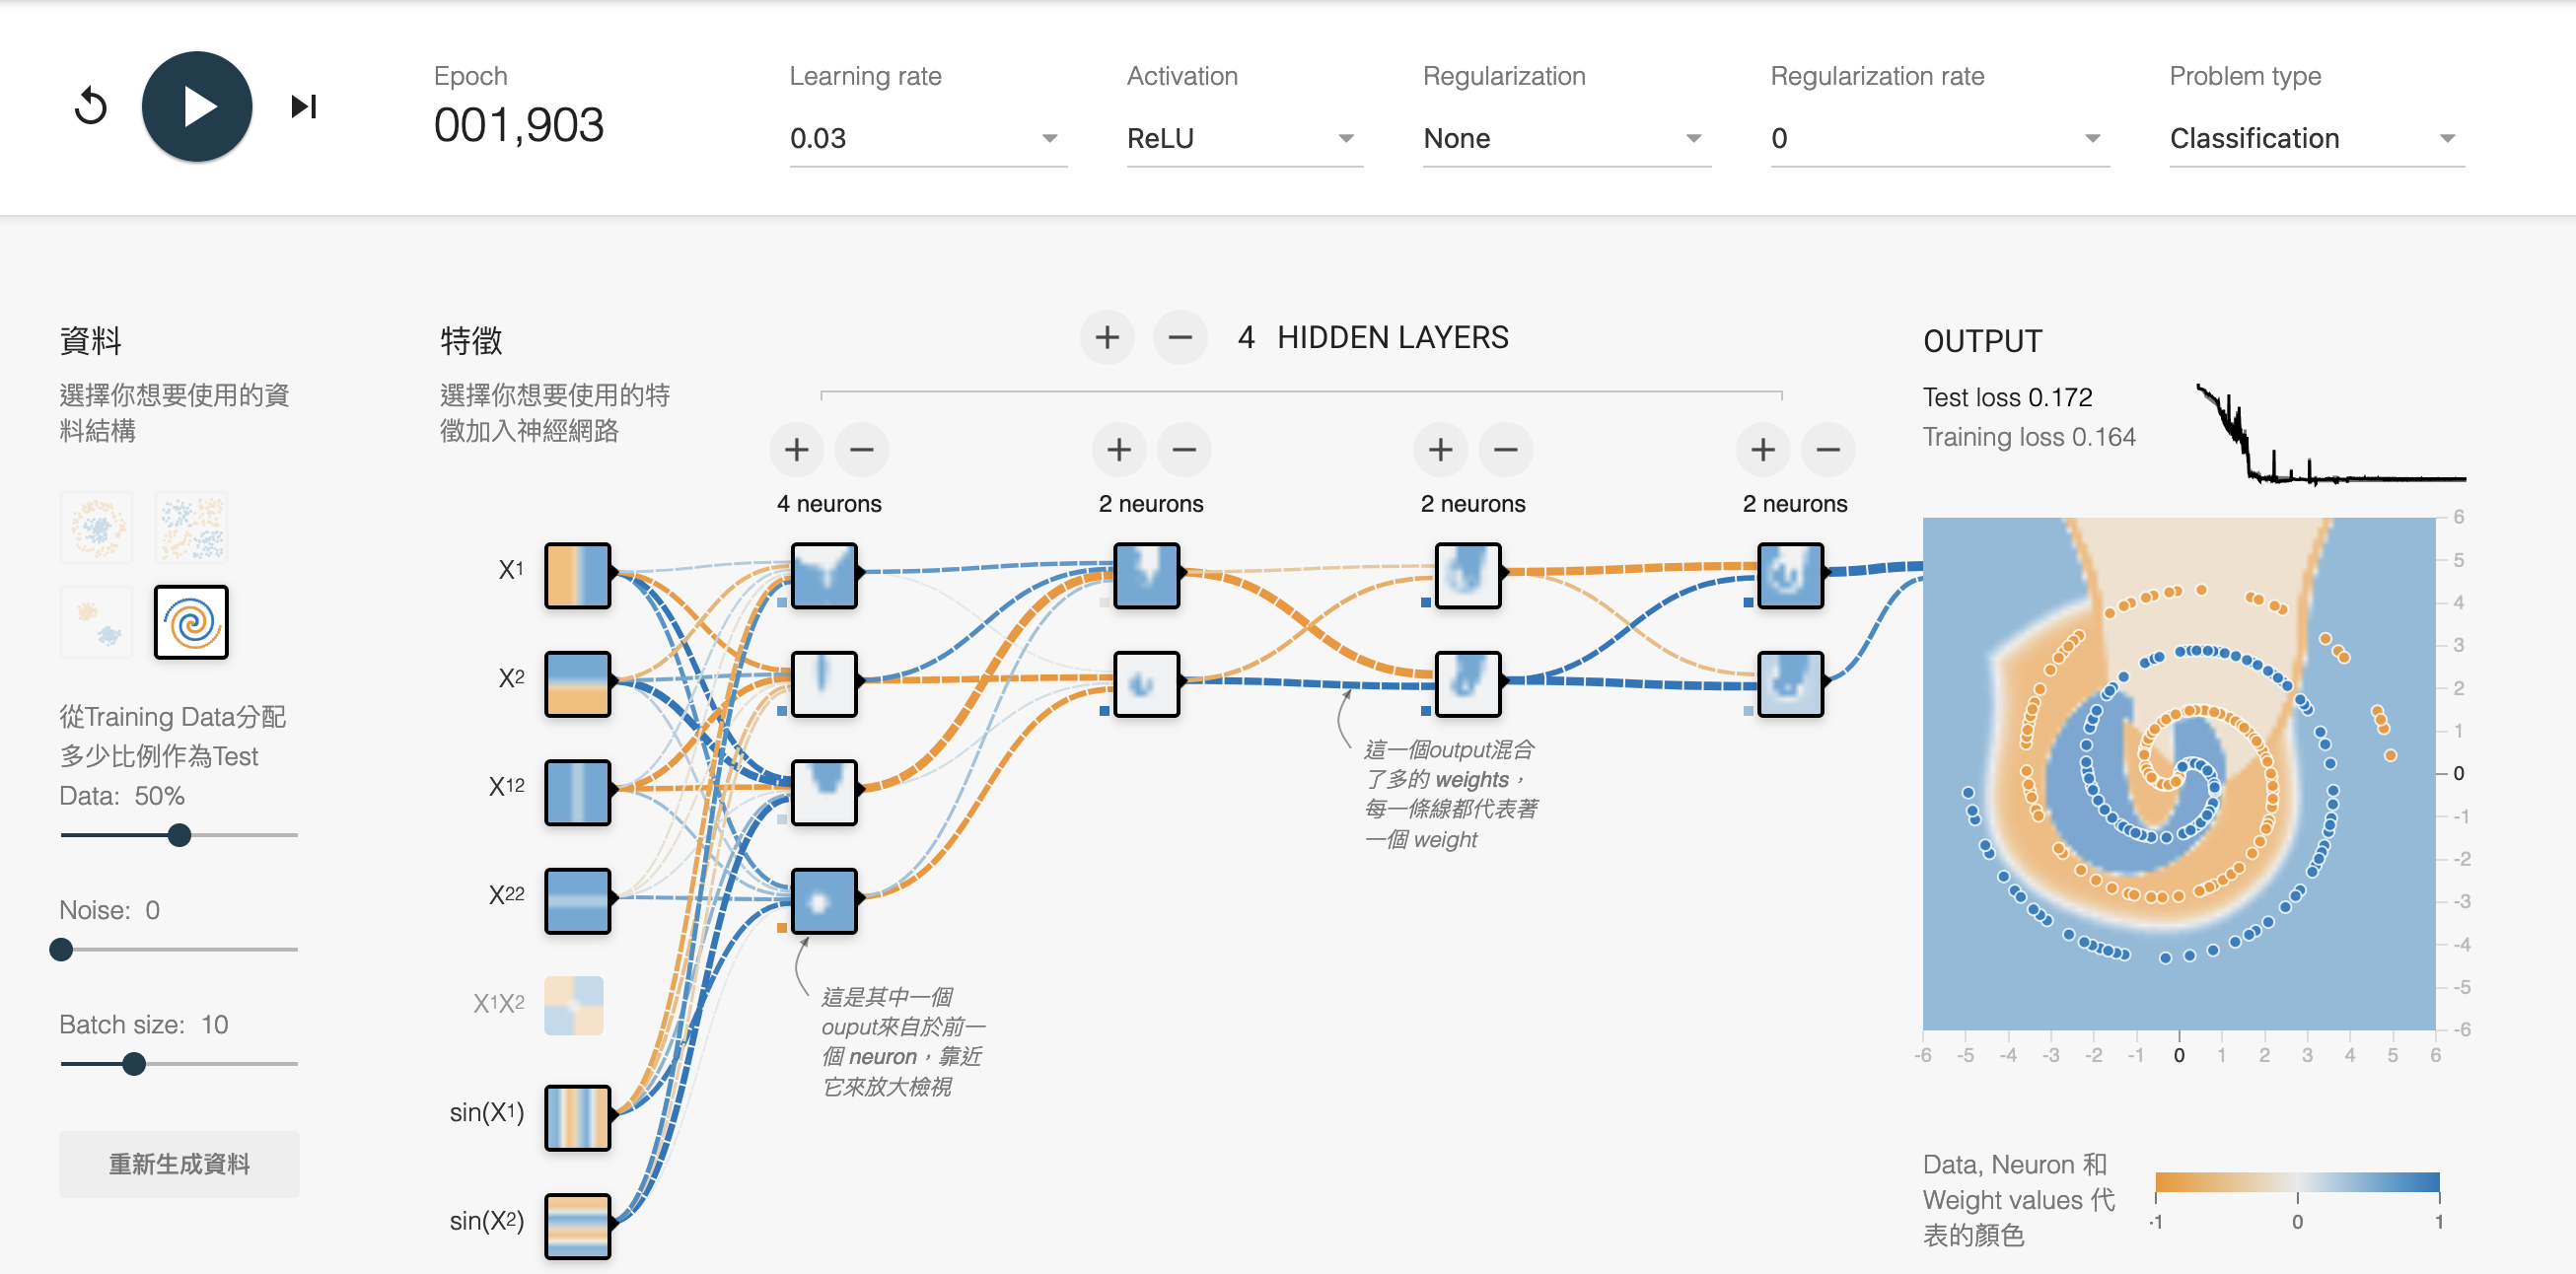 Epoch
001,903
Learning rate
0.03
Activation
ReLU
Regularization
None
Regularization rate
0
Problem type
Classification
資料
選擇你想要使用的資
料結構
從Training Data分配
多少比例作為Test
Data: 50%
Noise: 0
Batch size: 10
重新生成資料
特徵
選擇你想要使用的特
徵加入神經網路
X1
X2
X12
X22
X1X2
sin(X1)
sin(X2)
4 HIDDEN LAYERS
4 neurons
2 neurons
2 neurons
2 neurons
這是其中一個
ouput來自於前一
個 neuron，靠近
它來放大檢視
這一個output混合
了多的 weights，
每一條線都代表著
一個 weight
OUTPUT
Test loss 0.172
Training loss 0.164
6
5
4
3
2
1
0
-1
-2
-3
-4
-5
-6
-6 -5 -4 -3 -2 -1 0 1 2 3 4 5 6
Data, Neuron 和
Weight values 代
表的顏色
-1 0 1